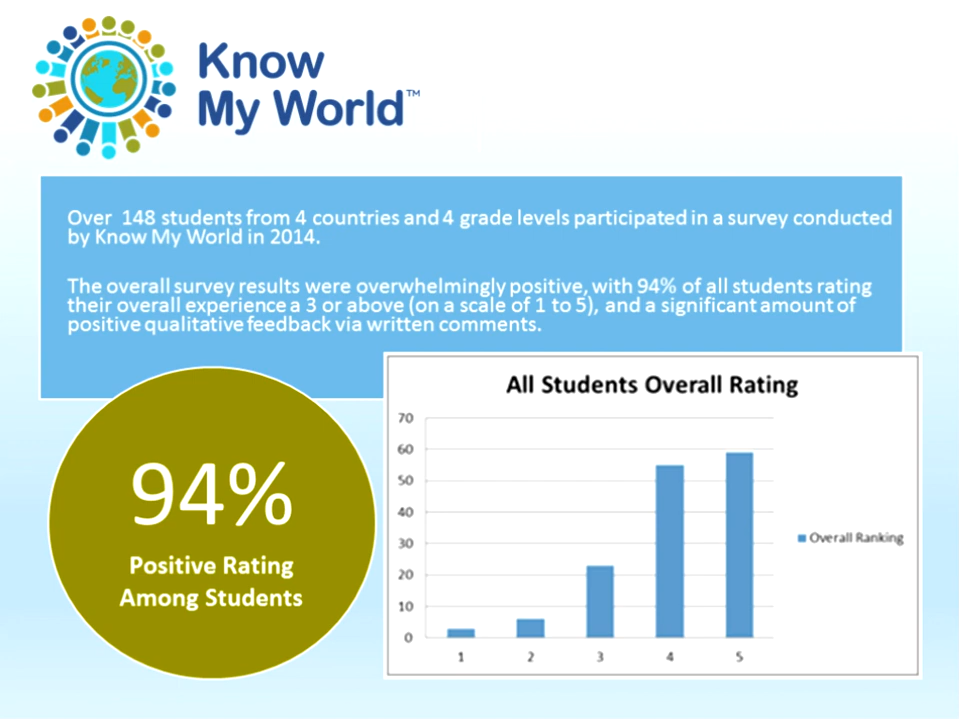 Know
My World™
Over 148 students from 4 countries and 4 grade levels participated in a survey conducted
by Know My World in 2014.
The overall survey results were overwhelmingly positive, with 94% of all students rating
their overall experience a 3 or above (on a scale of 1 to 5), and a significant amount of
positive qualitative feedback via written comments.
94%
Positive Rating
Among Students
All Students Overall Rating
70
60
50
40
30
20
10
0
1 2 3 4 5
Overall Ranking